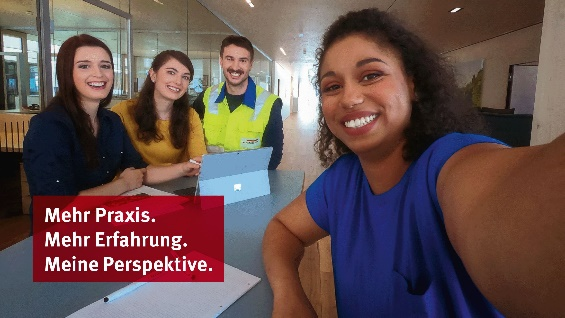 Mehr Praxis.
Mehr Erfahrung.
Meine Perspektive.